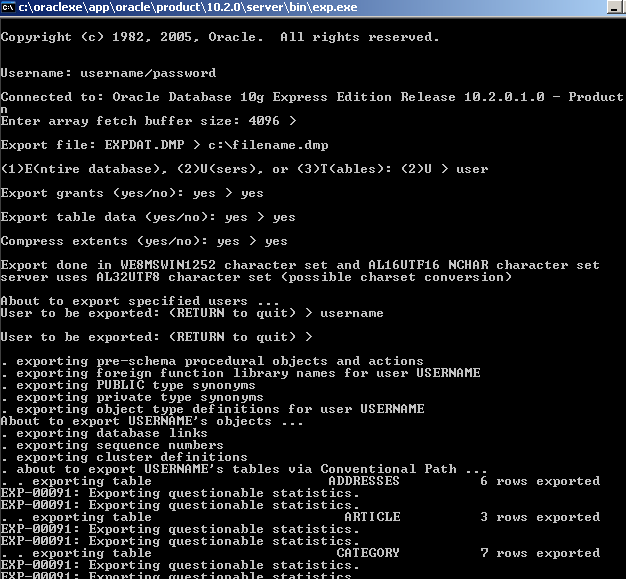 c:\oraclexe\app\oracle\product\10.2.0\server\bin\exp.exe
Copyright (c) 1982, 2005, Oracle.  All rights reserved.
Username: username/password
Connected to: Oracle Database 10g Express Edition Release 10.2.0.1.0 - Product
n
Enter array fetch buffer size: 4096 >
Export file: EXPDAT.DMP > c:\filename.dmp
(1)E(ntire database), (2)U(sers), or (3)T(ables): (2)U > user
Export grants (yes/no): yes > yes
Export table data (yes/no): yes > yes
Compress extents (yes/no): yes > yes
Export done in WE8MSWIN1252 character set and AL16UTF16 NCHAR character set
server uses AL32UTF8 character set (possible charset conversion)
About to export specified users ...
User to be exported: (RETURN to quit) > username
User to be exported: (RETURN to quit) >
. exporting pre-schema procedural objects and actions
. exporting foreign function library names for user USERNAME
. exporting PUBLIC type synonyms
. exporting private type synonyms
. exporting object type definitions for user USERNAME
About to export USERNAME's objects ...
. exporting database links
. exporting sequence numbers
. exporting cluster definitions
. about to export USERNAME's tables via Conventional Path ...
. . exporting table                      ADDRESSES          6 rows exported
EXP-00091: Exporting questionable statistics.
EXP-00091: Exporting questionable statistics.
. . exporting table                        ARTICLE          3 rows exported
EXP-00091: Exporting questionable statistics.
EXP-00091: Exporting questionable statistics.
. . exporting table                       CATEGORY          7 rows exported
EXP-00091: Exporting questionable statistics.
EXP-00091: Exporting questionable statistics.